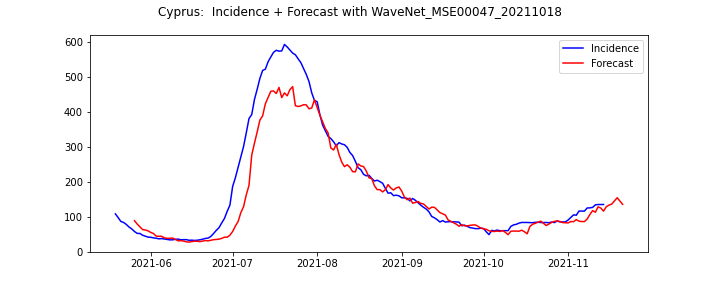 Cyprus:  Incidence + Forecast with WaveNet_MSE00047_20211018
600
500
400
300
200
100
0
Incidence
Forecast
2021-06 2021-07 2021-08 2021-09 2021-10 2021-11